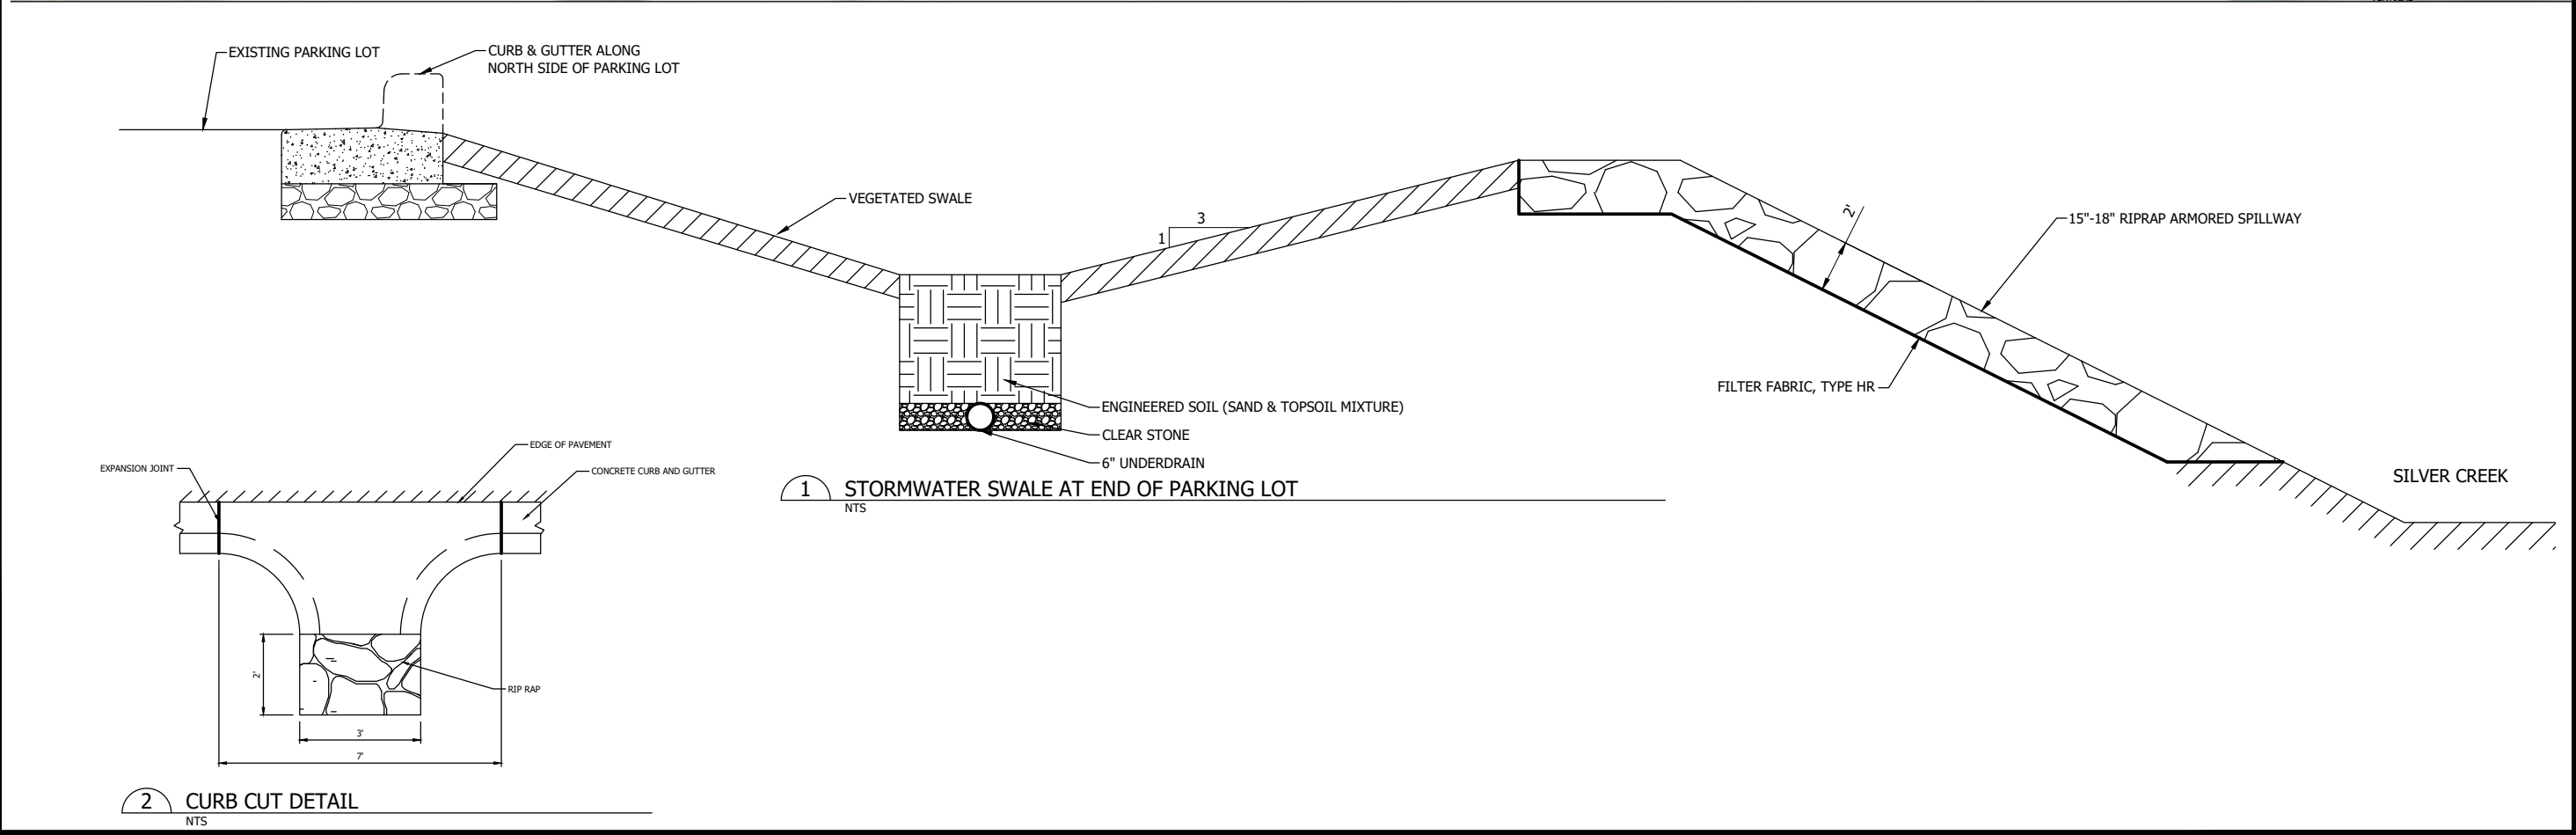 EXISTING PARKING LOT
CURB & GUTTER ALONG
NORTH SIDE OF PARKING LOT
VEGETATED SWALE
3
1
2'
15"-18" RIPRAP ARMORED SPILLWAY
FILTER FABRIC, TYPE HR
ENGINEERED SOIL (SAND & TOPSOIL MIXTURE)
CLEAR STONE
6" UNDERDRAIN
SILVER CREEK
1 STORMWATER SWALE AT END OF PARKING LOT
NTS
EDGE OF PAVEMENT
EXPANSION JOINT
CONCRETE CURB AND GUTTER
2'
RIP RAP
3'
7'
2 CURB CUT DETAIL
NTS